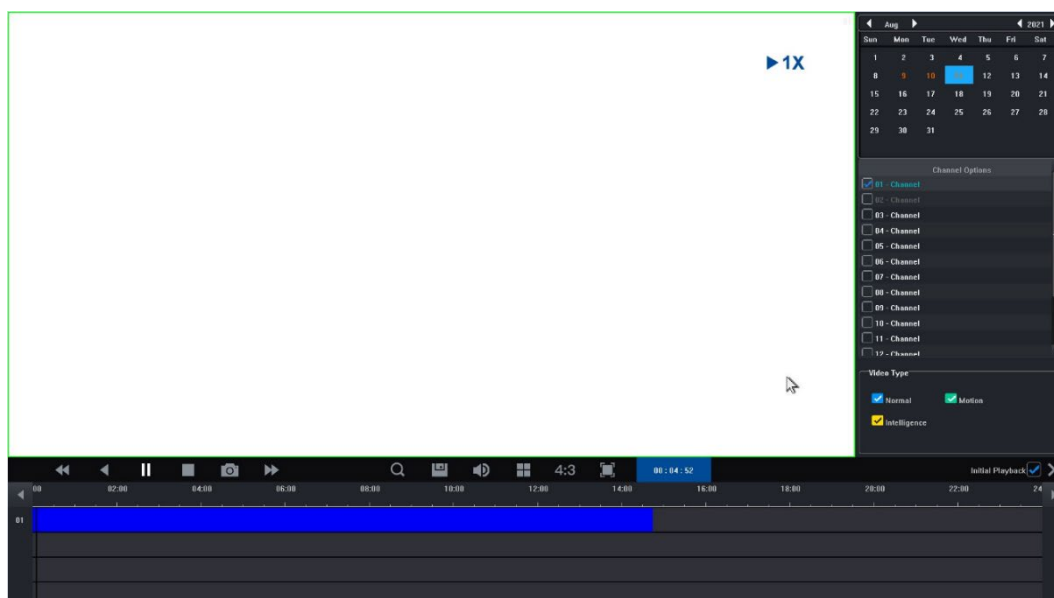 1X
Aug 2021
Sun Mon Tue Wed Thu Fri Sat
1 2 3 4 5 6 7
8 9 10 11 12 13 14
15 16 17 18 19 20 21
22 23 24 25 26 27 28
29 30 31
Channel Options
01 - Channel
02 - Channel
03 - Channel
04 - Channel
05 - Channel
06 - Channel
07 - Channel
08 - Channel
09 - Channel
10 - Channel
11 - Channel
12 - Channel
Video Type
Normal Motion
Intelligence
4:3 00:04:52 Initial Playback
00 02:00 04:00 06:00 08:00 10:00 12:00 14:00 16:00 18:00 20:00 22:00 24
01